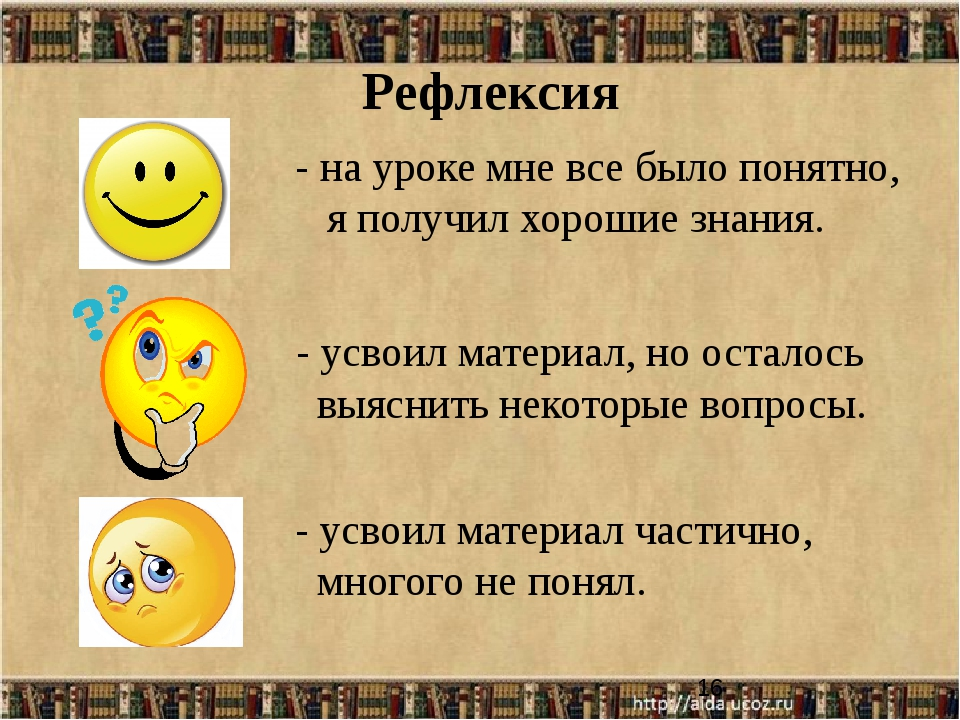 Рефлексия
- на уроке мне все было понятно,
я получил хорошие знания.
??
- усвоил материал, но осталось
выяснить некоторые вопросы.
- усвоил материал частично,
многого не понял.
16
http://aida.ucoz.ru